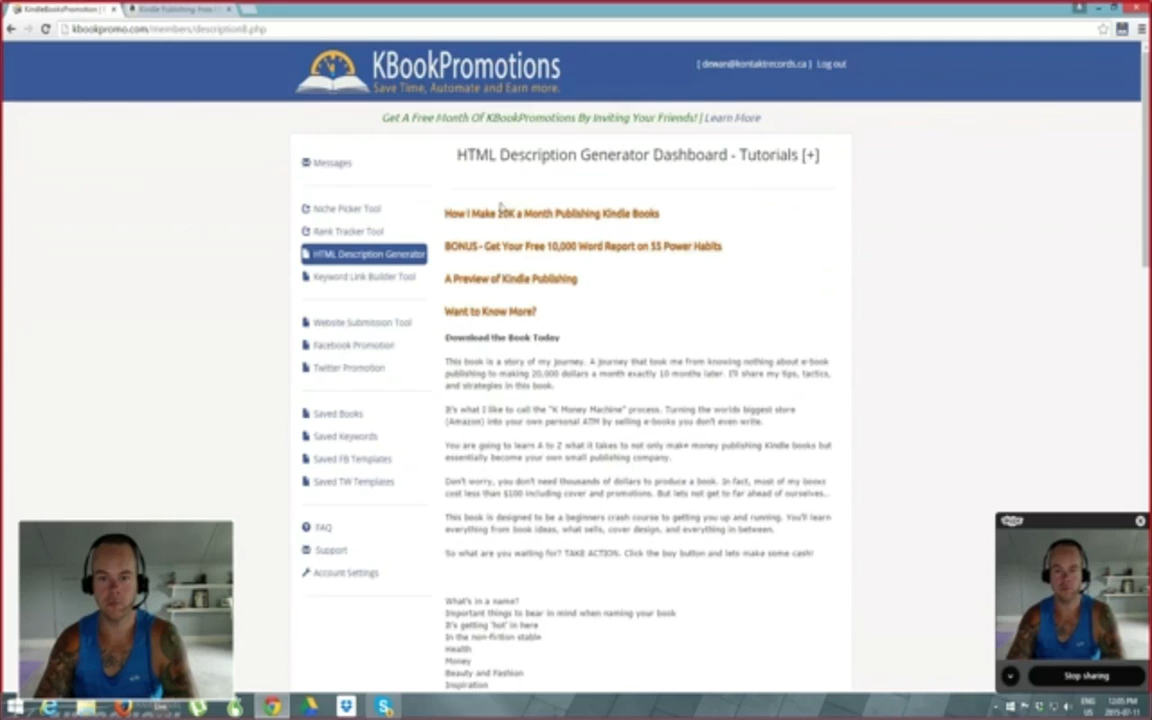 KindleBooksPromotion |
Kindle Publishing: How I
kbookpromo.com/members/description8.php
KBookPromotions
Save Time, Automate and Earn more.
[ dewan@kontaktrecords.ca ] Log out
Get A Free Month Of KBookPromotions By Inviting Your Friends! | Learn More
HTML Description Generator Dashboard - Tutorials [+]
Messages
Niche Picker Tool
Rank Tracker Tool
HTML Description Generator
Keyword Link Builder Tool
Website Submission Tool
Facebook Promotion
Twitter Promotion
Saved Books
Saved Keywords
Saved FB Templates
Saved TW Templates
FAQ
Support
Account Settings
How I Make 20K a Month Publishing Kindle Books
BONUS - Get Your Free 10,000 Word Report on 55 Power Habits
A Preview of Kindle Publishing
Want to Know More?
Download the Book Today
This book is a story of my journey. A journey that took me from knowing nothing about e-book
publishing to making 20,000 dollars a month exactly 10 months later. I'll share my tips, tactics,
and strategies in this book.
It's what I like to call the "K Money Machine" process. Turning the worlds biggest store
(Amazon) into your own personal ATM by selling e-books you don't even write.
You are going to learn A to Z what it takes to not only make money publishing Kindle books but
essentially become your own small publishing company.
Don't worry, you don't need thousands of dollars to produce a book. In fact, most of my books
cost less than $100 including cover and promotions. But lets not get to far ahead of ourselves...
This book is designed to be a beginners crash course to getting you up and running. You'll learn
everything from book ideas, what sells, cover design, and everything in between.
So what are you waiting for? TAKE ACTION. Click the buy button and lets make some cash!
What's in a name?
Important things to bear in mind when naming your book
It's getting 'hot' in here
In the non-fiction stable
Health
Money
Beauty and Fashion
Inspiration
Stop sharing
ENG
US
12:05 PM
2015-07-11